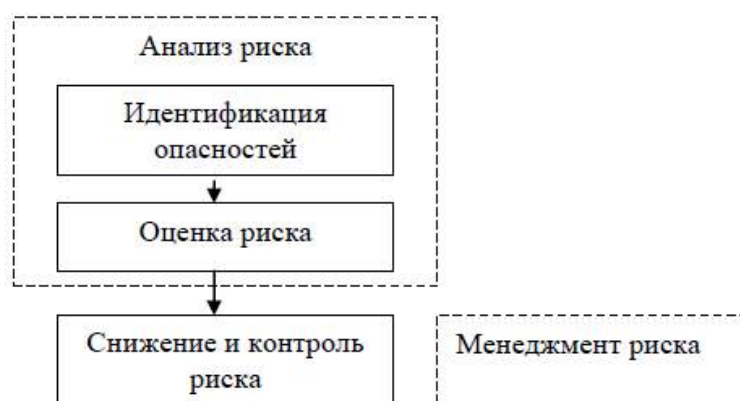 Анализ риска
Идентификация
опасностей
Оценка риска
Снижение и контроль
риска
Менеджмент риска